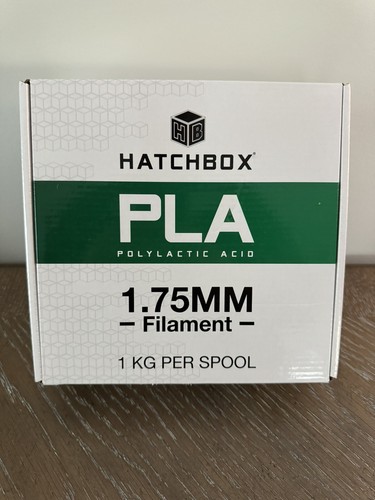 HB
HATCHBOX®
PLA
POLYLACTIC ACID
1.75MM
– Filament –
1 KG PER SPOOL